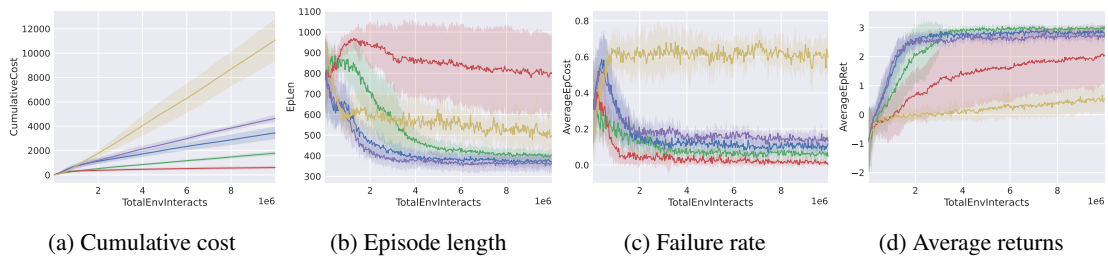 12000
10000
8000
6000
4000
2000
0
CumulativeCost
2 4 6 8
1e6
TotalEnvInteracts
(a) Cumulative cost
1100
1000
900
800
700
600
500
400
300
EpLen
2 4 6 8
1e6
TotalEnvInteracts
(b) Episode length
0.8
0.6
0.4
0.2
0.0
AverageEpCost
2 4 6 8
1e6
TotalEnvInteracts
(c) Failure rate
3
2
1
0
−1
−2
AverageEpRet
2 4 6 8
1e6
TotalEnvInteracts
(d) Average returns